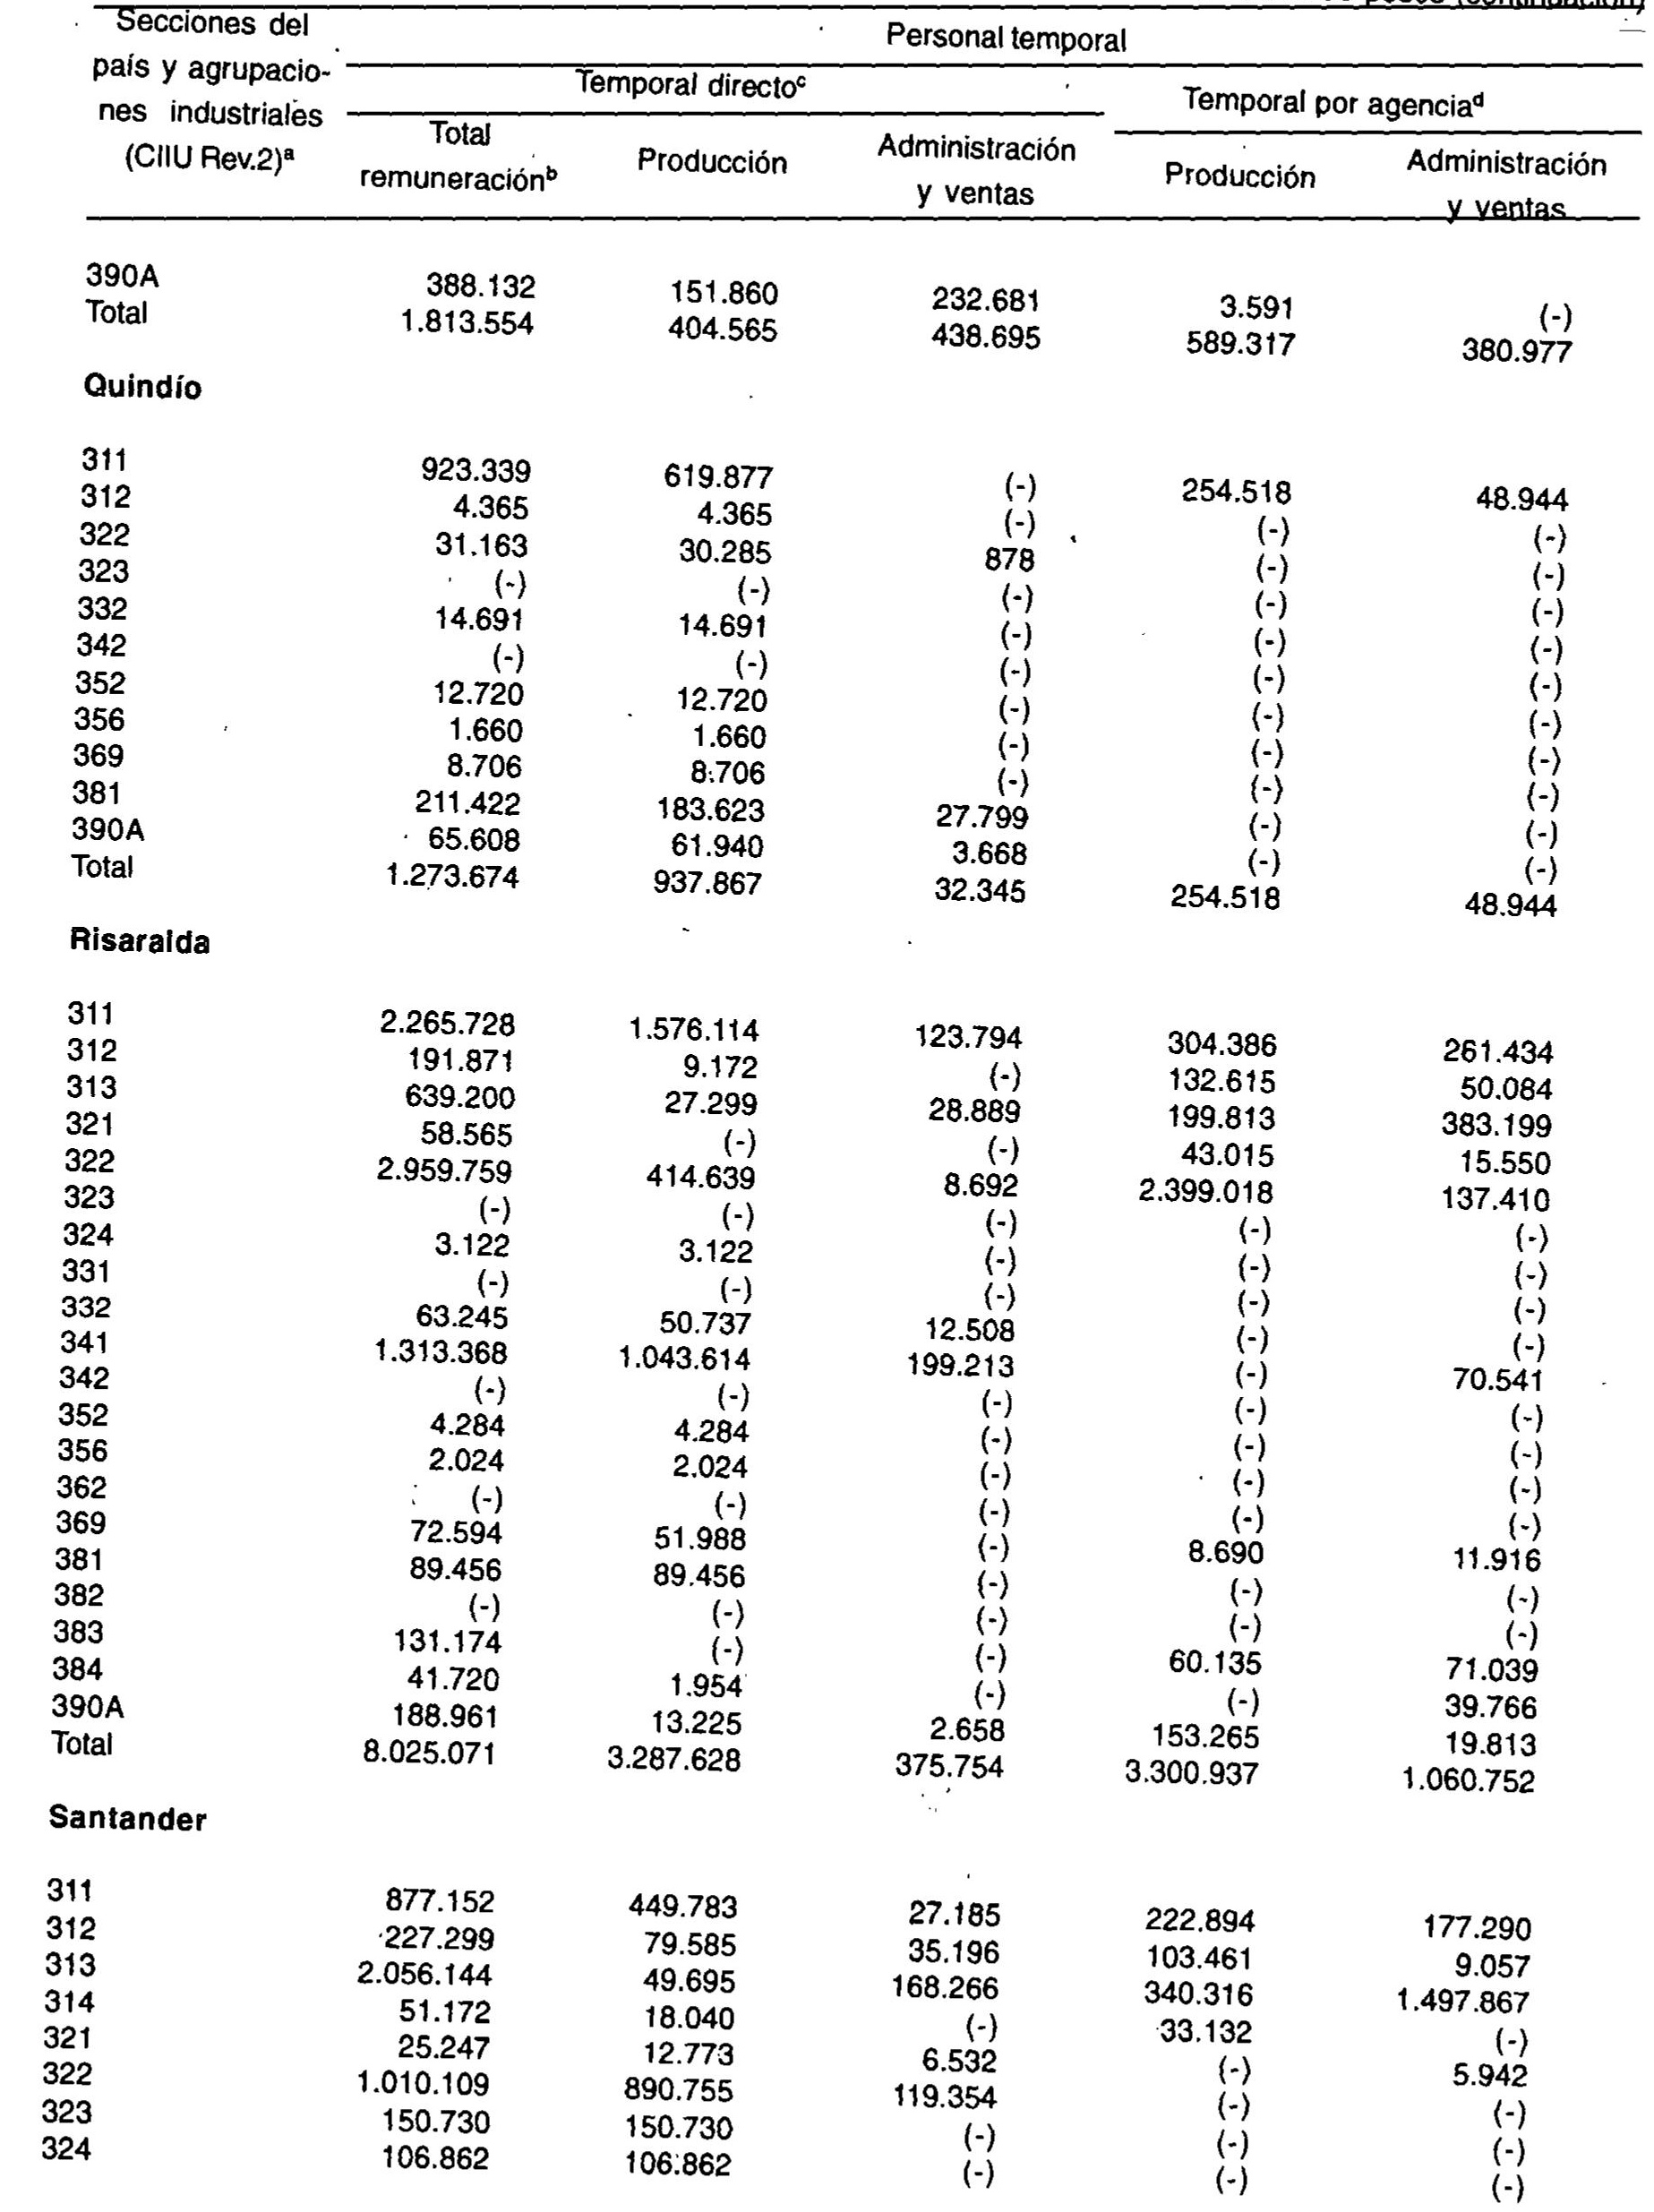 Secciones del
país y agrupacio-
nes industriales
(CIIU Rev.2)a
Personal temporal
Temporal directoc
Temporal por agenciad
Total
remuneraciónb
Producción
Administración
y ventas
Producción
Administración
y ventas
390A 388.132 151.860 232.681 3.591 (-)
Total 1.813.554 404.565 438.695 589.317 380.977
Quindío
311 923.339 619.877 (-) 254.518 48.944
312 4.365 4.365 (-) (-) (-)
322 31.163 30.285 878 (-) (-)
323 (-) (-) (-) (-) (-)
332 14.691 14.691 (-) (-) (-)
342 (-) (-) (-) (-) (-)
352 12.720 12.720 (-) (-) (-)
356 1.660 1.660 (-) (-) (-)
369 8.706 8.706 (-) (-) (-)
381 211.422 183.623 27.799 (-) (-)
390A 65.608 61.940 3.668 (-) (-)
Total 1.273.674 937.867 32.345 254.518 48.944
Risaralda
311 2.265.728 1.576.114 123.794 304.386 261.434
312 191.871 9.172 (-) 132.615 50.084
313 639.200 27.299 28.889 199.813 383.199
321 58.565 (-) (-) 43.015 15.550
322 2.959.759 414.639 8.692 2.399.018 137.410
323 (-) (-) (-) (-) (-)
324 3.122 3.122 (-) (-) (-)
331 (-) (-) (-) (-) (-)
332 63.245 50.737 12.508 (-) (-)
341 1.313.368 1.043.614 199.213 (-) 70.541
342 (-) (-) (-) (-) (-)
352 4.284 4.284 (-) (-) (-)
356 2.024 2.024 (-) (-) (-)
362 (-) (-) (-) (-) (-)
369 72.594 51.988 (-) 8.690 11.916
381 89.456 89.456 (-) (-) (-)
382 (-) (-) (-) (-) (-)
383 131.174 (-) (-) 60.135 71.039
384 41.720 1.954 (-) (-) 39.766
390A 188.961 13.225 2.658 153.265 19.813
Total 8.025.071 3.287.628 375.754 3.300.937 1.060.752
Santander
311 877.152 449.783 27.185 222.894 177.290
312 227.299 79.585 35.196 103.461 9.057
313 2.056.144 49.695 168.266 340.316 1.497.867
314 51.172 18.040 (-) 33.132 (-)
321 25.247 12.773 6.532 (-) 5.942
322 1.010.109 890.755 119.354 (-) (-)
323 150.730 150.730 (-) (-) (-)
324 106.862 106.862 (-) (-) (-)